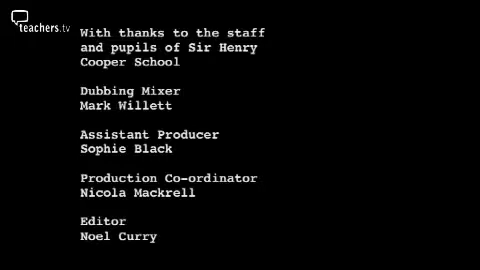 teachers.tv
With thanks to the staff
and pupils of Sir Henry
Cooper School
Dubbing Mixer
Mark Willett
Assistant Producer
Sophie Black
Production Co-ordinator
Nicola Mackrell
Editor
Noel Curry